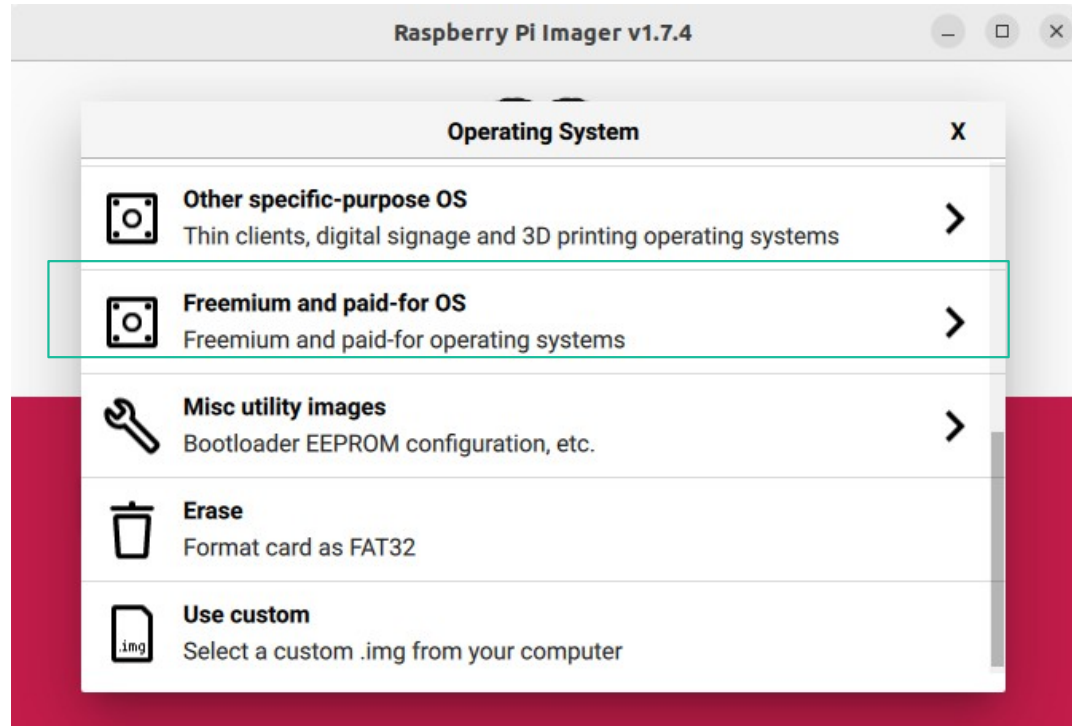 Raspberry Pi Imager v1.7.4
Operating System X
Other specific-purpose OS
Thin clients, digital signage and 3D printing operating systems
Freemium and paid-for OS
Freemium and paid-for operating systems
Misc utility images
Bootloader EEPROM configuration, etc.
Erase
Format card as FAT32
Use custom
.img
Select a custom .img from your computer